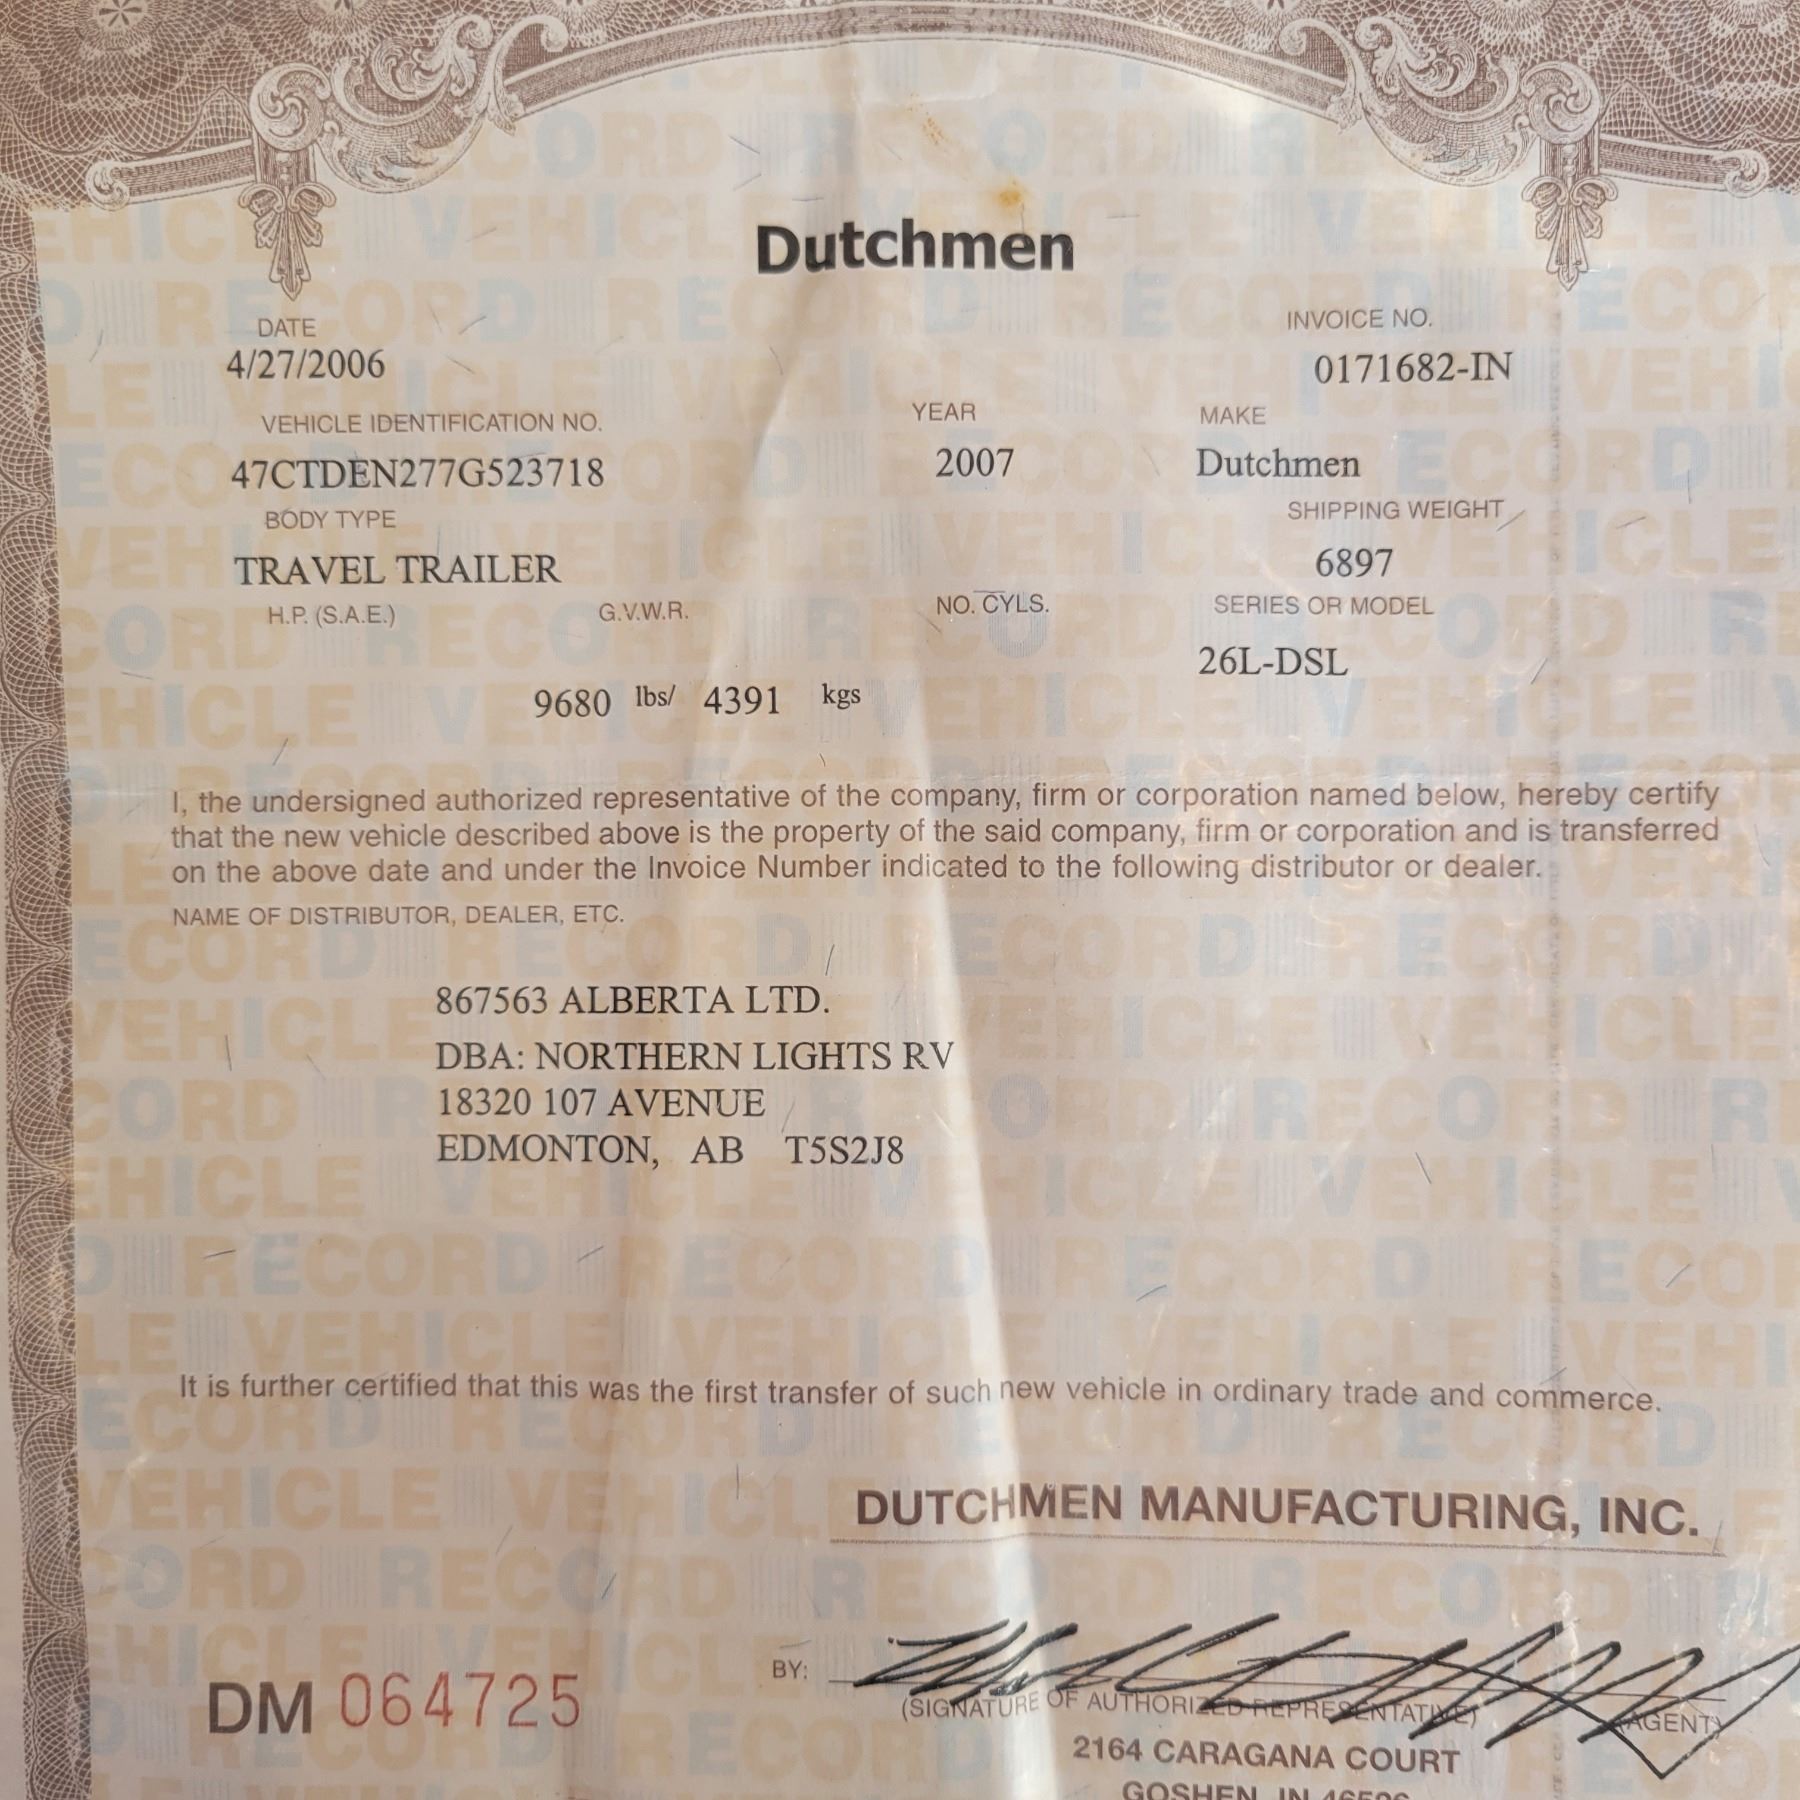 Dutchmen
DATE
4/27/2006
INVOICE NO.
0171682-IN
VEHICLE IDENTIFICATION NO.
47CTDEN277G523718
YEAR
2007
MAKE
Dutchmen
BODY TYPE
TRAVEL TRAILER
SHIPPING WEIGHT
6897
H.P. (S.A.E.)
G.V.W.R.
9680 lbs/ 4391 kgs
NO. CYLS.
SERIES OR MODEL
26L-DSL
I, the undersigned authorized representative of the company, firm or corporation named below, hereby certify
that the new vehicle described above is the property of the said company, firm or corporation and is transferred
on the above date and under the Invoice Number indicated to the following distributor or dealer.
NAME OF DISTRIBUTOR, DEALER, ETC.
867563 ALBERTA LTD.
DBA: NORTHERN LIGHTS RV
18320 107 AVENUE
EDMONTON, AB T5S2J8
It is further certified that this was the first transfer of such new vehicle in ordinary trade and commerce.
DUTCHMEN MANUFACTURING, INC.
BY:
(SIGNATURE OF AUTHORIZED REPRESENTATIVE) (AGENT)
DM 064725
2164 CARAGANA COURT
GOSHEN, IN